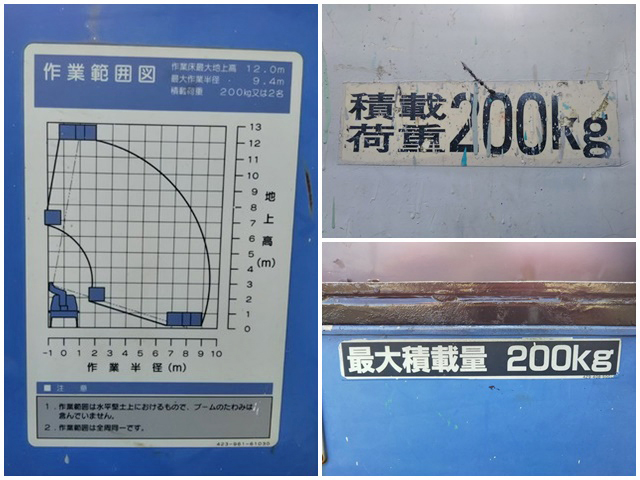 作業範囲図
作業床最大地上高 12.0m
最大作業半径 9.4m
積載荷重 200kg又は2名
13
12
11
10
9
8
7
6
5
4
3
2
1
0
地上高(m)
-1 0 1 2 3 4 5 6 7 8 9 10
作業半径(m)
■ 注意
1.作業範囲は水平堅土上におけるもので、ブームのたわみは
含んでいません。
2.作業範囲は全周同一です。
積載
荷重 200kg
最大積載量 200kg